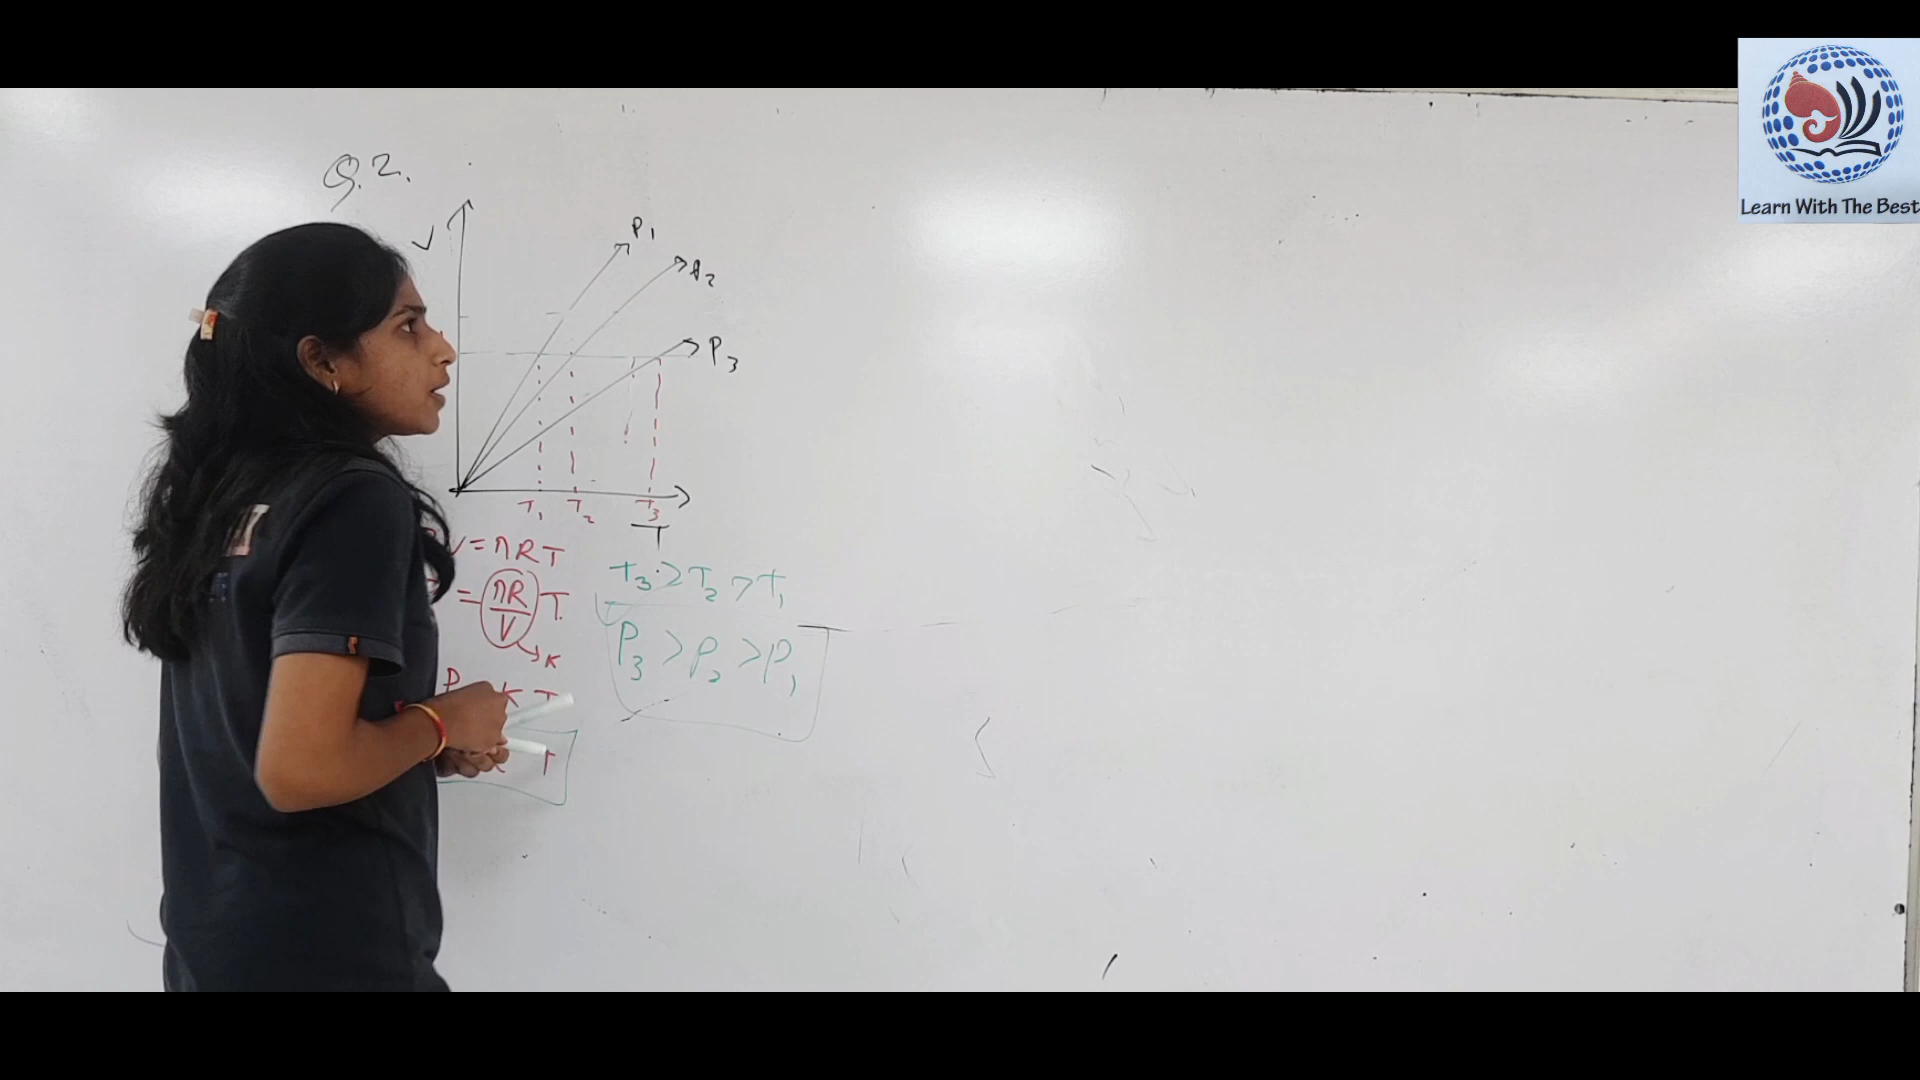 Learn With The Best
Q.2.
V
P1
P2
P3
T1 T2 T3
T
V = nRT
= nR/V T
K
T3 > T2 > T1
P3 > P2 > P1
P K T
T